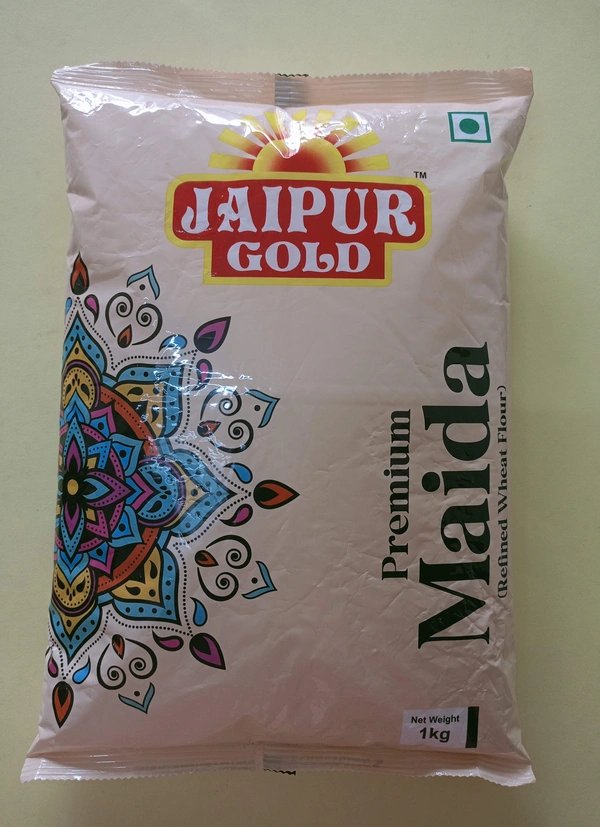 JAIPUR
GOLD
TM
Premium
Maida
(Refined Wheat Flour)
Net Weight
1kg